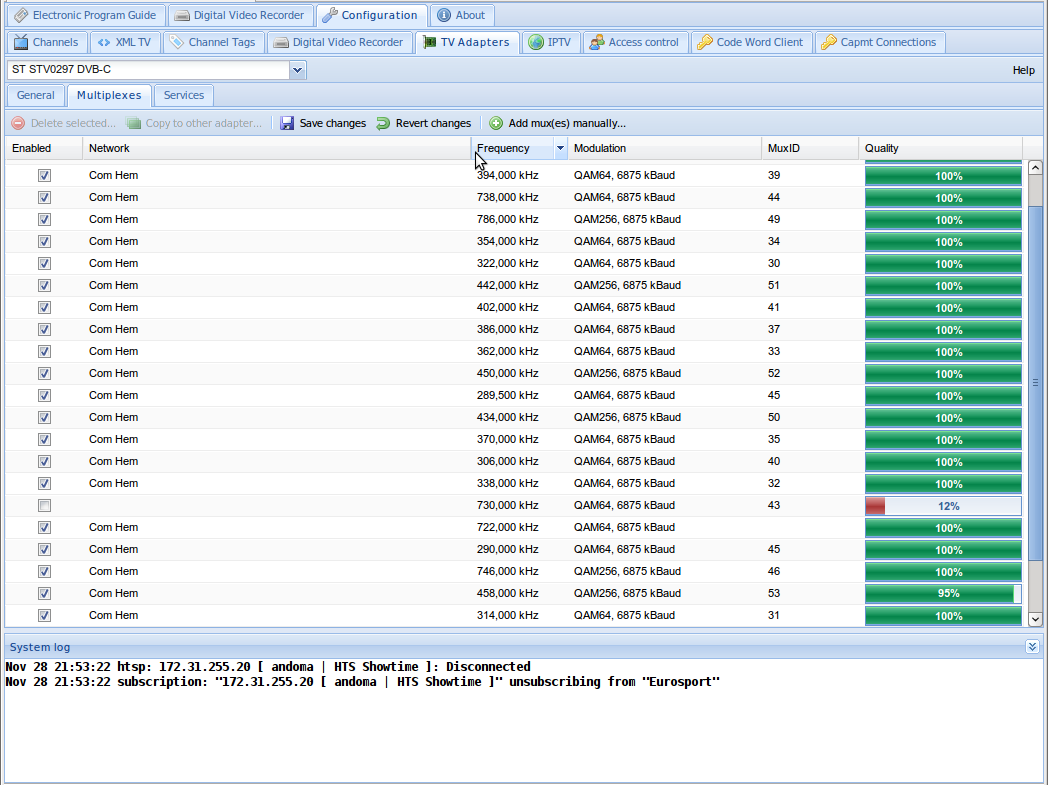 Electronic Program Guide Digital Video Recorder Configuration About
Channels XML TV Channel Tags Digital Video Recorder TV Adapters IPTV Access control Code Word Client Capmt Connections
ST STV0297 DVB-C Help
General Multiplexes Services
Delete selected... Copy to other adapter... Save changes Revert changes Add mux(es) manually...
Enabled Network Frequency Modulation MuxID Quality
Com Hem 394,000 kHz QAM64, 6875 kBaud 39 100%
Com Hem 738,000 kHz QAM64, 6875 kBaud 44 100%
Com Hem 786,000 kHz QAM256, 6875 kBaud 49 100%
Com Hem 354,000 kHz QAM64, 6875 kBaud 34 100%
Com Hem 322,000 kHz QAM64, 6875 kBaud 30 100%
Com Hem 442,000 kHz QAM256, 6875 kBaud 51 100%
Com Hem 402,000 kHz QAM64, 6875 kBaud 41 100%
Com Hem 386,000 kHz QAM64, 6875 kBaud 37 100%
Com Hem 362,000 kHz QAM64, 6875 kBaud 33 100%
Com Hem 450,000 kHz QAM256, 6875 kBaud 52 100%
Com Hem 289,500 kHz QAM64, 6875 kBaud 45 100%
Com Hem 434,000 kHz QAM256, 6875 kBaud 50 100%
Com Hem 370,000 kHz QAM64, 6875 kBaud 35 100%
Com Hem 306,000 kHz QAM64, 6875 kBaud 40 100%
Com Hem 338,000 kHz QAM64, 6875 kBaud 32 100%
730,000 kHz QAM64, 6875 kBaud 43 12%
Com Hem 722,000 kHz QAM64, 6875 kBaud 100%
Com Hem 290,000 kHz QAM64, 6875 kBaud 45 100%
Com Hem 746,000 kHz QAM256, 6875 kBaud 46 100%
Com Hem 458,000 kHz QAM256, 6875 kBaud 53 95%
Com Hem 314,000 kHz QAM64, 6875 kBaud 31 100%
System log
Nov 28 21:53:22 htsp: 172.31.255.20 [ andoma | HTS Showtime ]: Disconnected
Nov 28 21:53:22 subscription: "172.31.255.20 [ andoma | HTS Showtime ]" unsubscribing from "Eurosport"